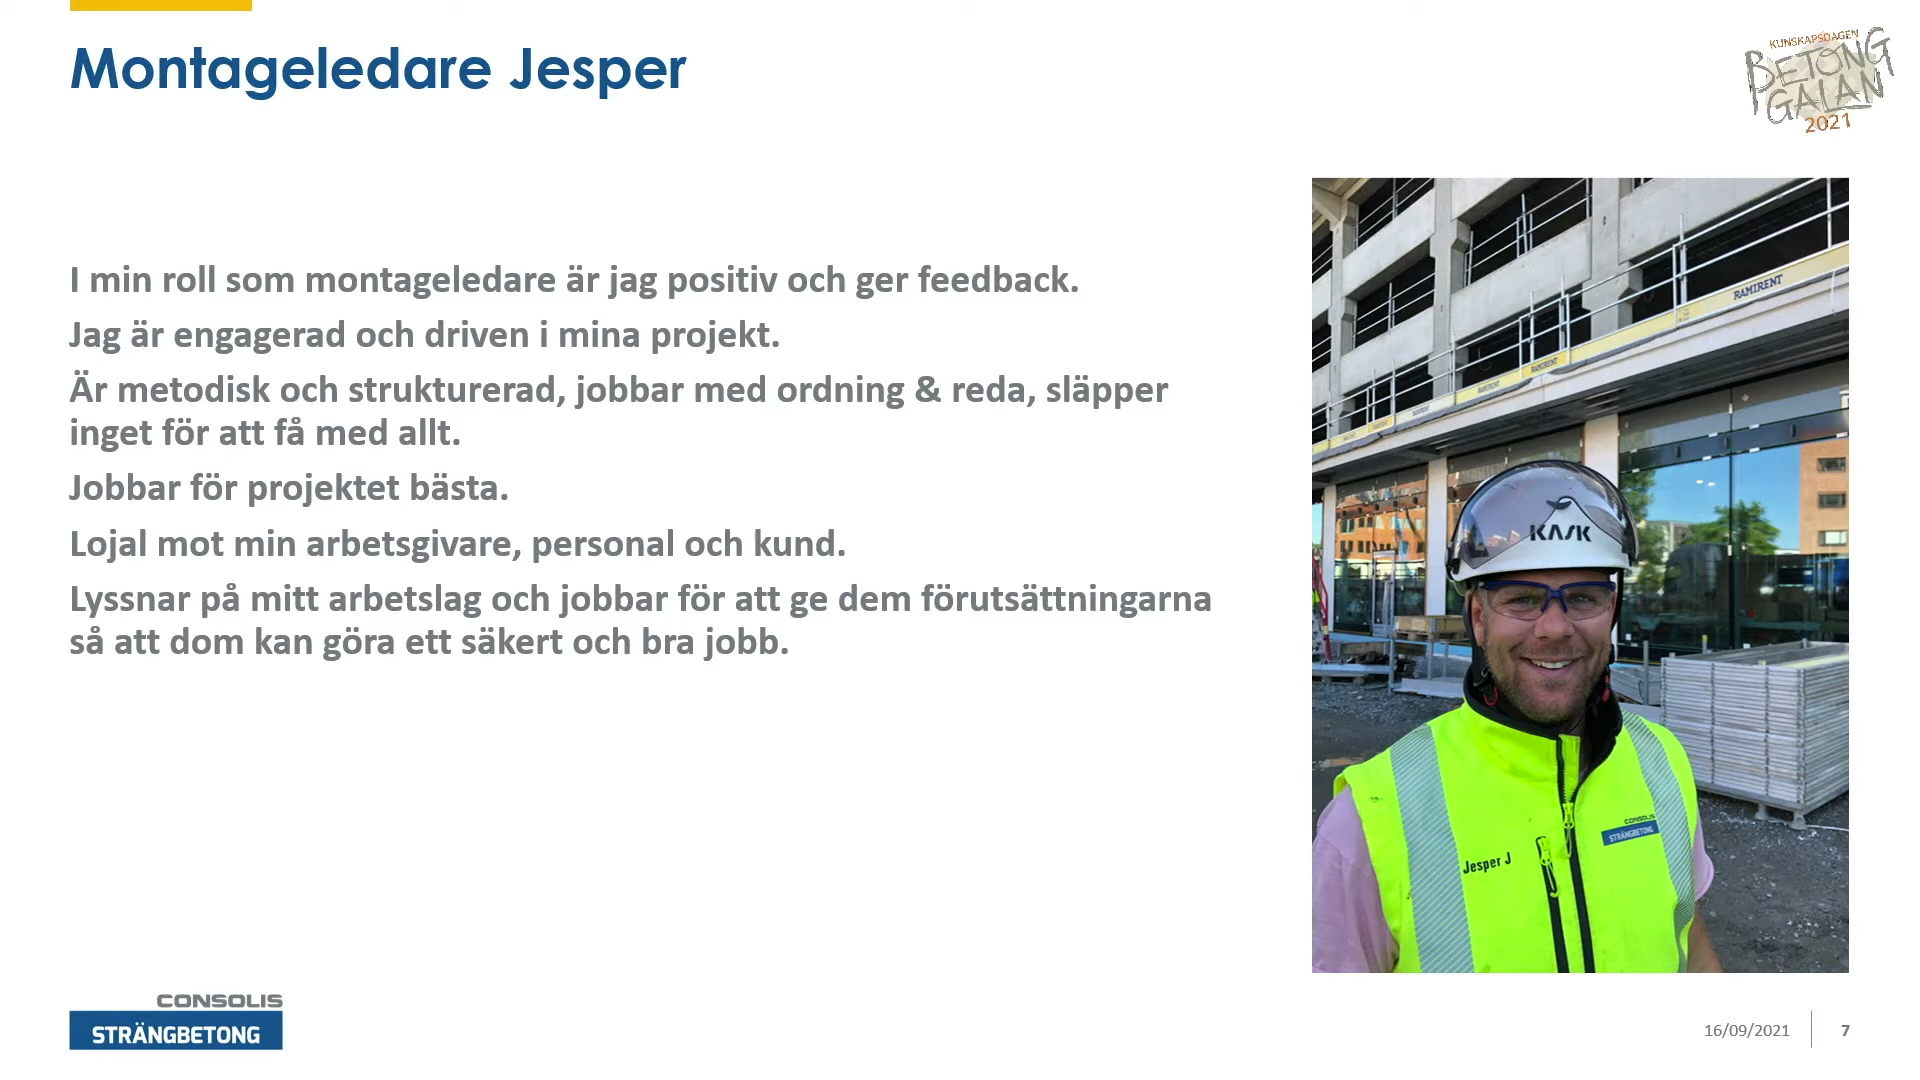 Montageledare Jesper
KUNSKAPSDAGEN
BETONG
GALAN
2021
I min roll som montageledare är jag positiv och ger feedback.
Jag är engagerad och driven i mina projekt.
Är metodisk och strukturerad, jobbar med ordning & reda, släpper
inget för att få med allt.
Jobbar för projektet bästa.
Lojal mot min arbetsgivare, personal och kund.
Lyssnar på mitt arbetslag och jobbar för att ge dem förutsättningarna
så att dom kan göra ett säkert och bra jobb.
RAMIRENT
RAMIRENT
RAMIRENT
KASK
CONSOLIS
STRÄNGBETONG
Jesper J
CONSOLIS
STRÄNGBETONG
16/09/2021
7